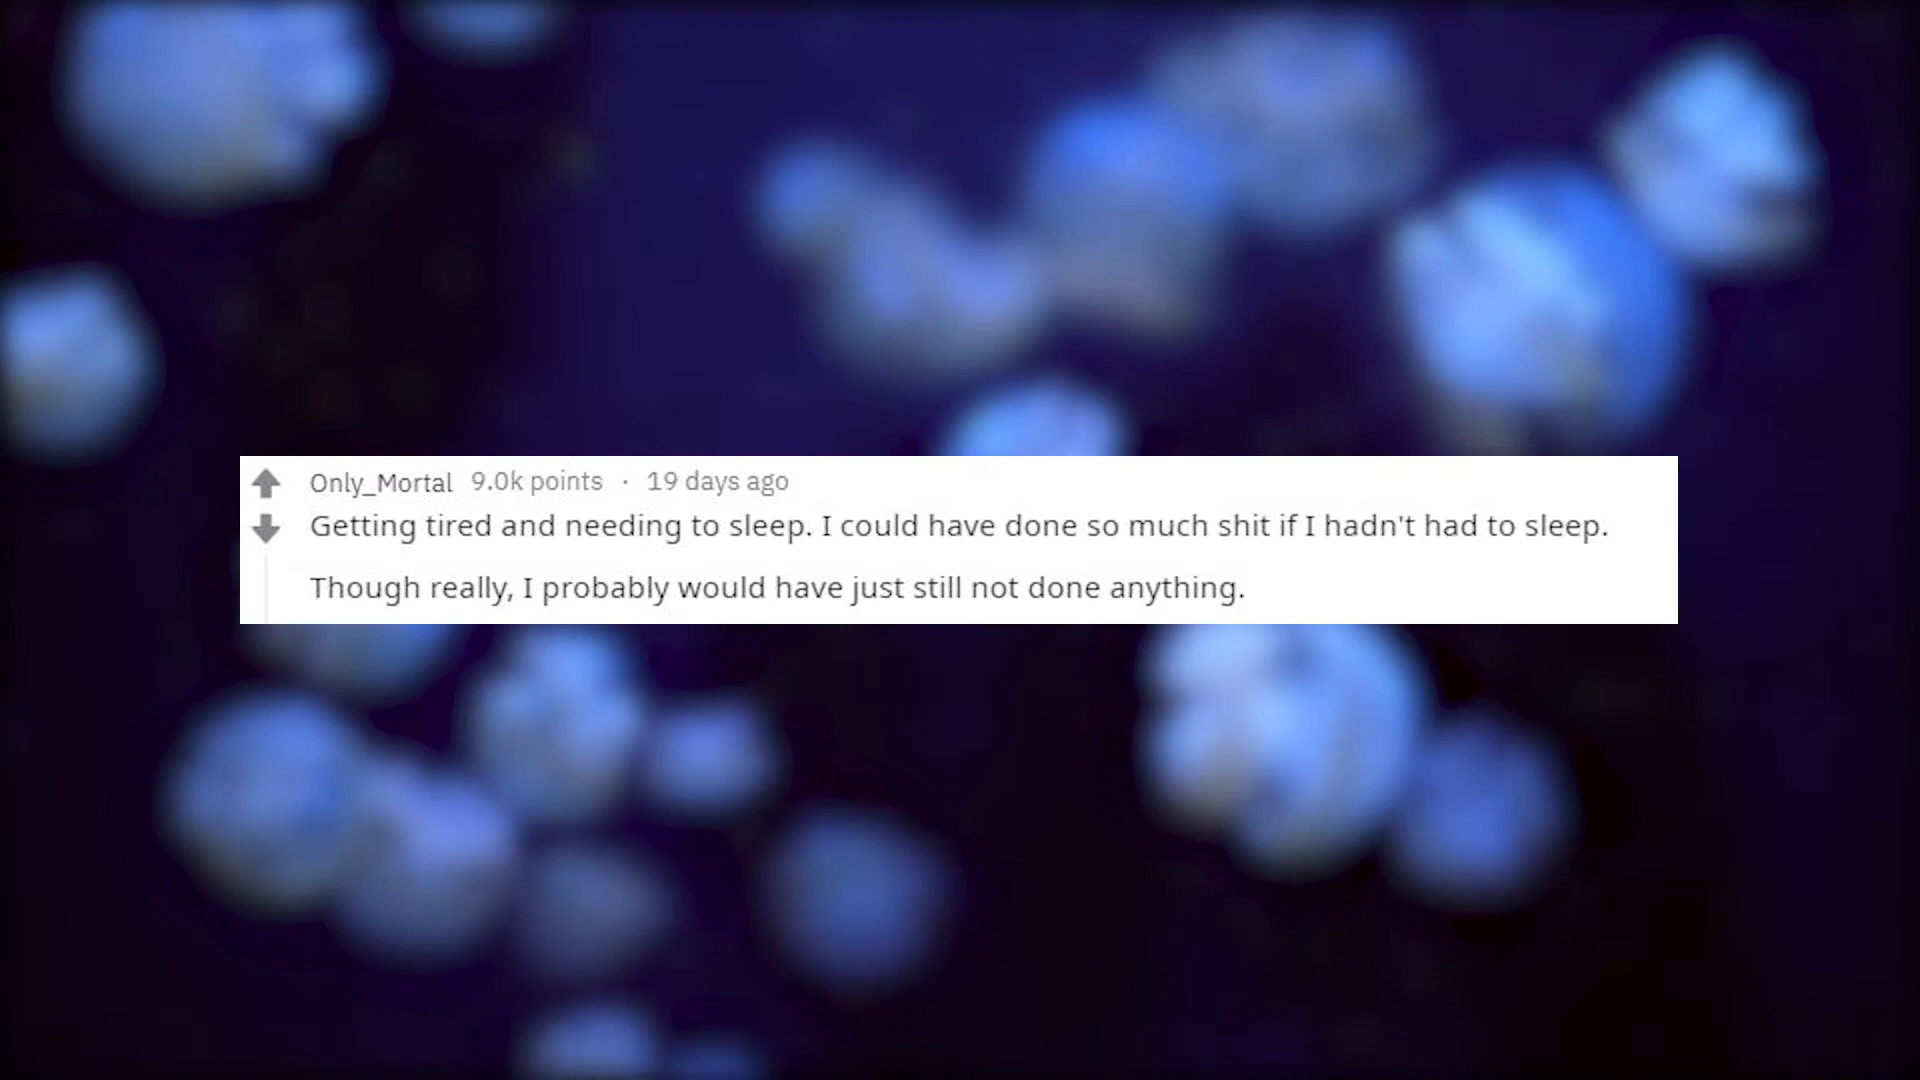 Only_Mortal 9.0k points · 19 days ago
Getting tired and needing to sleep. I could have done so much shit if I hadn't had to sleep.
Though really, I probably would have just still not done anything.